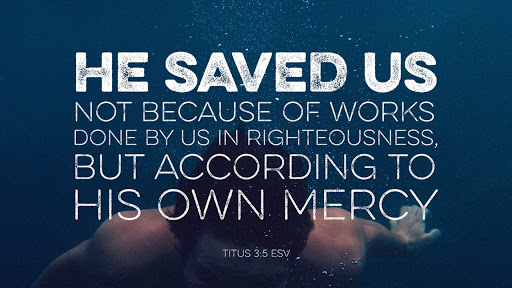 HE SAVED US
NOT BECAUSE OF WORKS
DONE BY US IN RIGHTEOUSNESS,
BUT ACCORDING TO
HIS OWN MERCY
TITUS 3:5 ESV